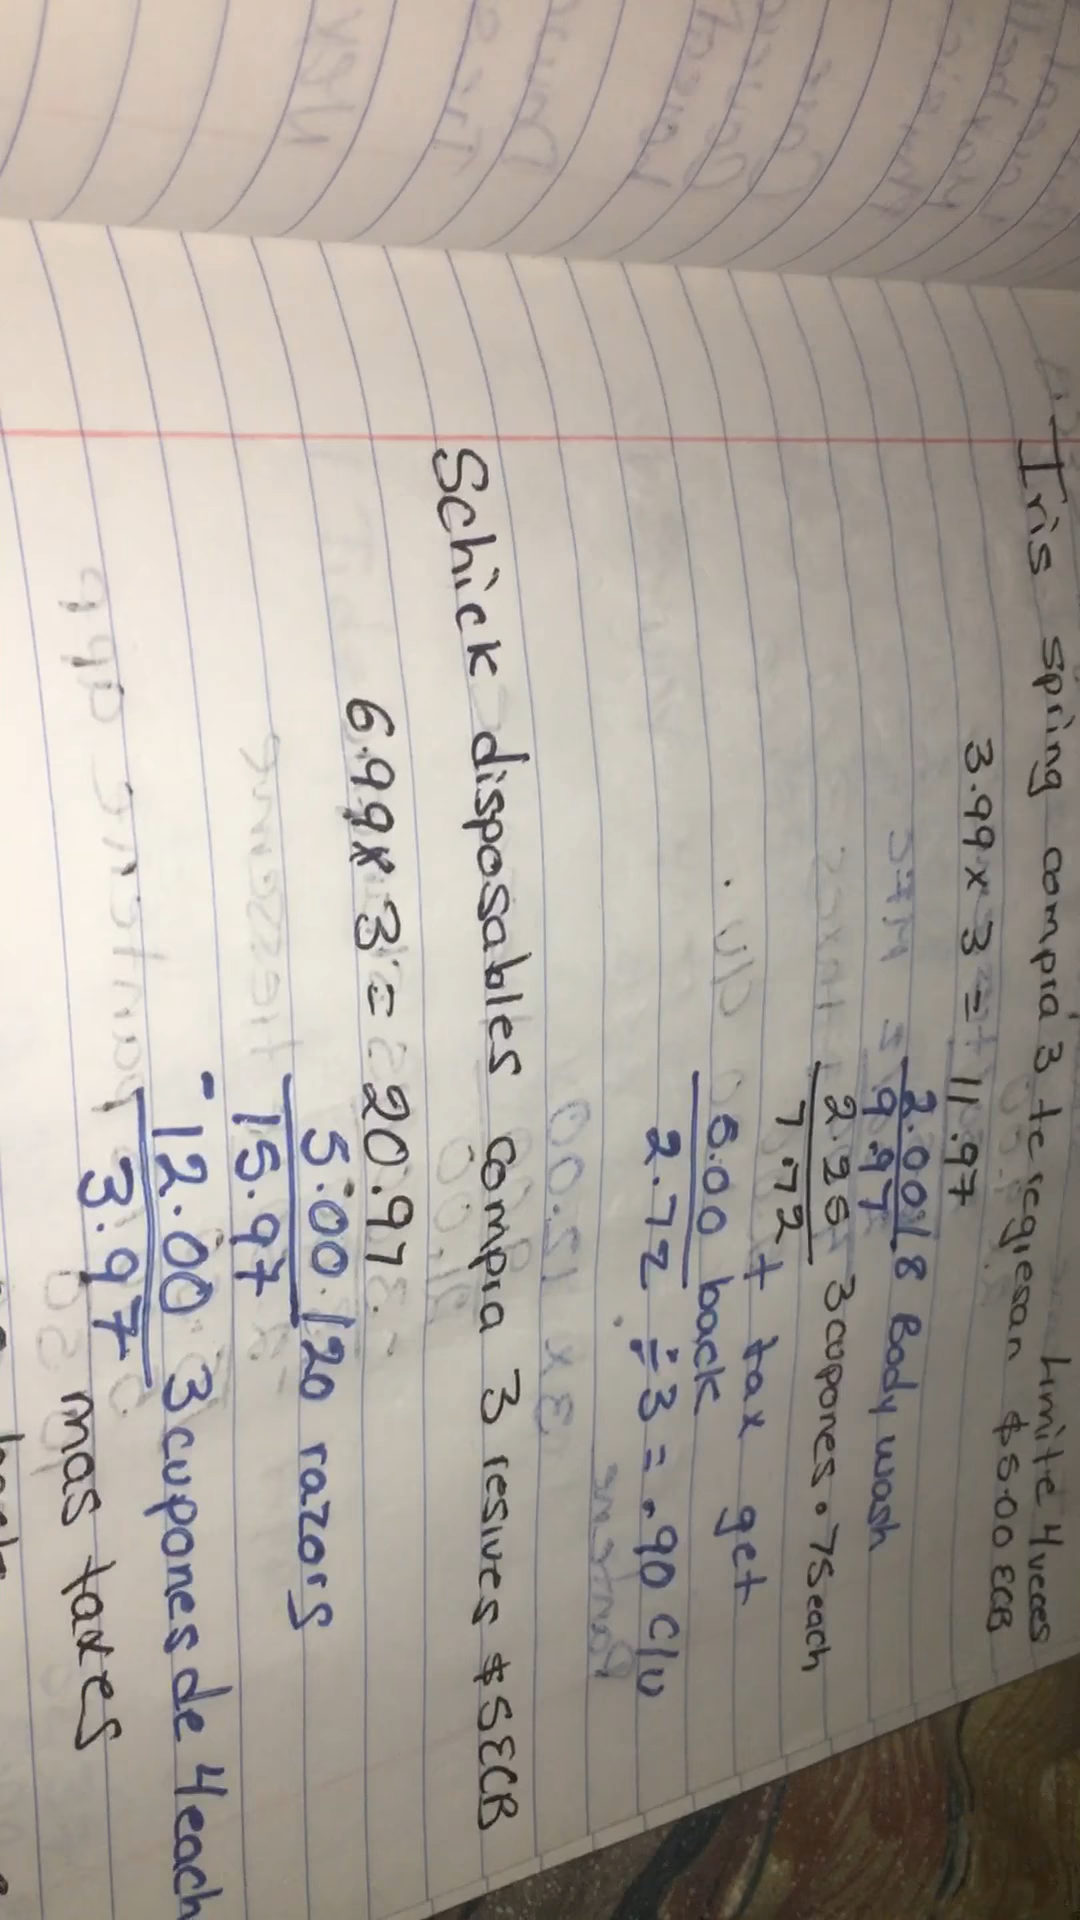 Limite 4 veces
Iris spring compra 3 te regresan $5.00 ECB
3.99 x 3 = 11.97
2.00/8 Body wash
9.97
2.25 3 cupones .75 each
7.72 + tax get
5.00 back
2.72 ÷ 3 = .90 c/u
Schick disposables compra 3 resives $5ECB
6.99 x 3 = 20.97
5.00/20 razors
15.97
- 12.00 3 cupones de 4 each
3.97 mas taxes